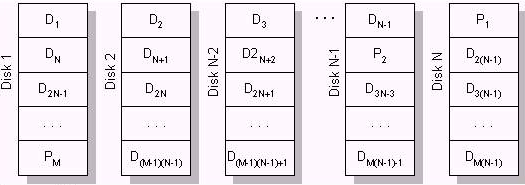 Disk 1
D1
DN
D2N-1
. . .
PM
Disk 2
D2
DN+1
D2N
. . .
D(M-1)(N-1)
Disk N-2
D3
D2N+2
D2N+1
. . .
D(M-1)(N-1)+1
. . .
Disk N-1
DN-1
P2
D3N-3
. . .
DM(N-1)-1
Disk N
P1
D2(N-1)
D3(N-1)
. . .
DM(N-1)